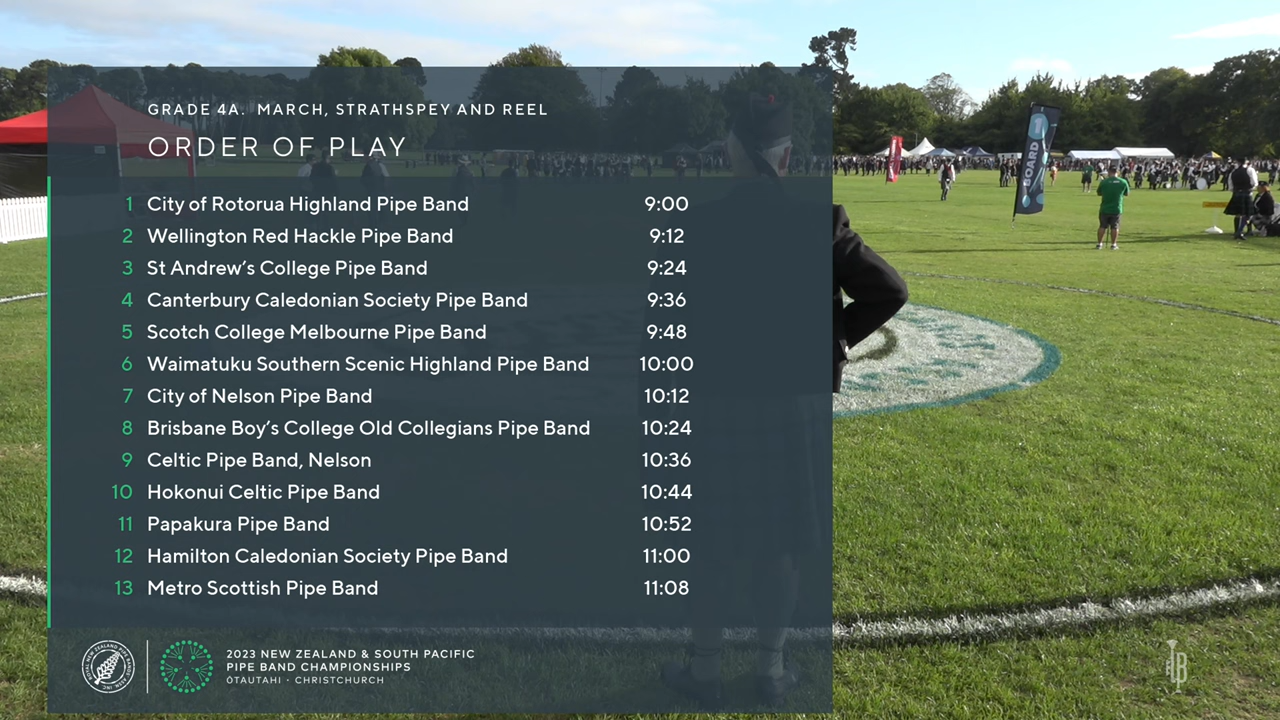 GRADE 4A. MARCH, STRATHSPEY AND REEL
ORDER OF PLAY
1 City of Rotorua Highland Pipe Band 9:00
2 Wellington Red Hackle Pipe Band 9:12
3 St Andrew’s College Pipe Band 9:24
4 Canterbury Caledonian Society Pipe Band 9:36
5 Scotch College Melbourne Pipe Band 9:48
6 Waimatuku Southern Scenic Highland Pipe Band 10:00
7 City of Nelson Pipe Band 10:12
8 Brisbane Boy’s College Old Collegians Pipe Band 10:24
9 Celtic Pipe Band, Nelson 10:36
10 Hokonui Celtic Pipe Band 10:44
11 Papakura Pipe Band 10:52
12 Hamilton Caledonian Society Pipe Band 11:00
13 Metro Scottish Pipe Band 11:08
2023 NEW ZEALAND & SOUTH PACIFIC
PIPE BAND CHAMPIONSHIPS
ŌTAUTAHI · CHRISTCHURCH
BOARD 1